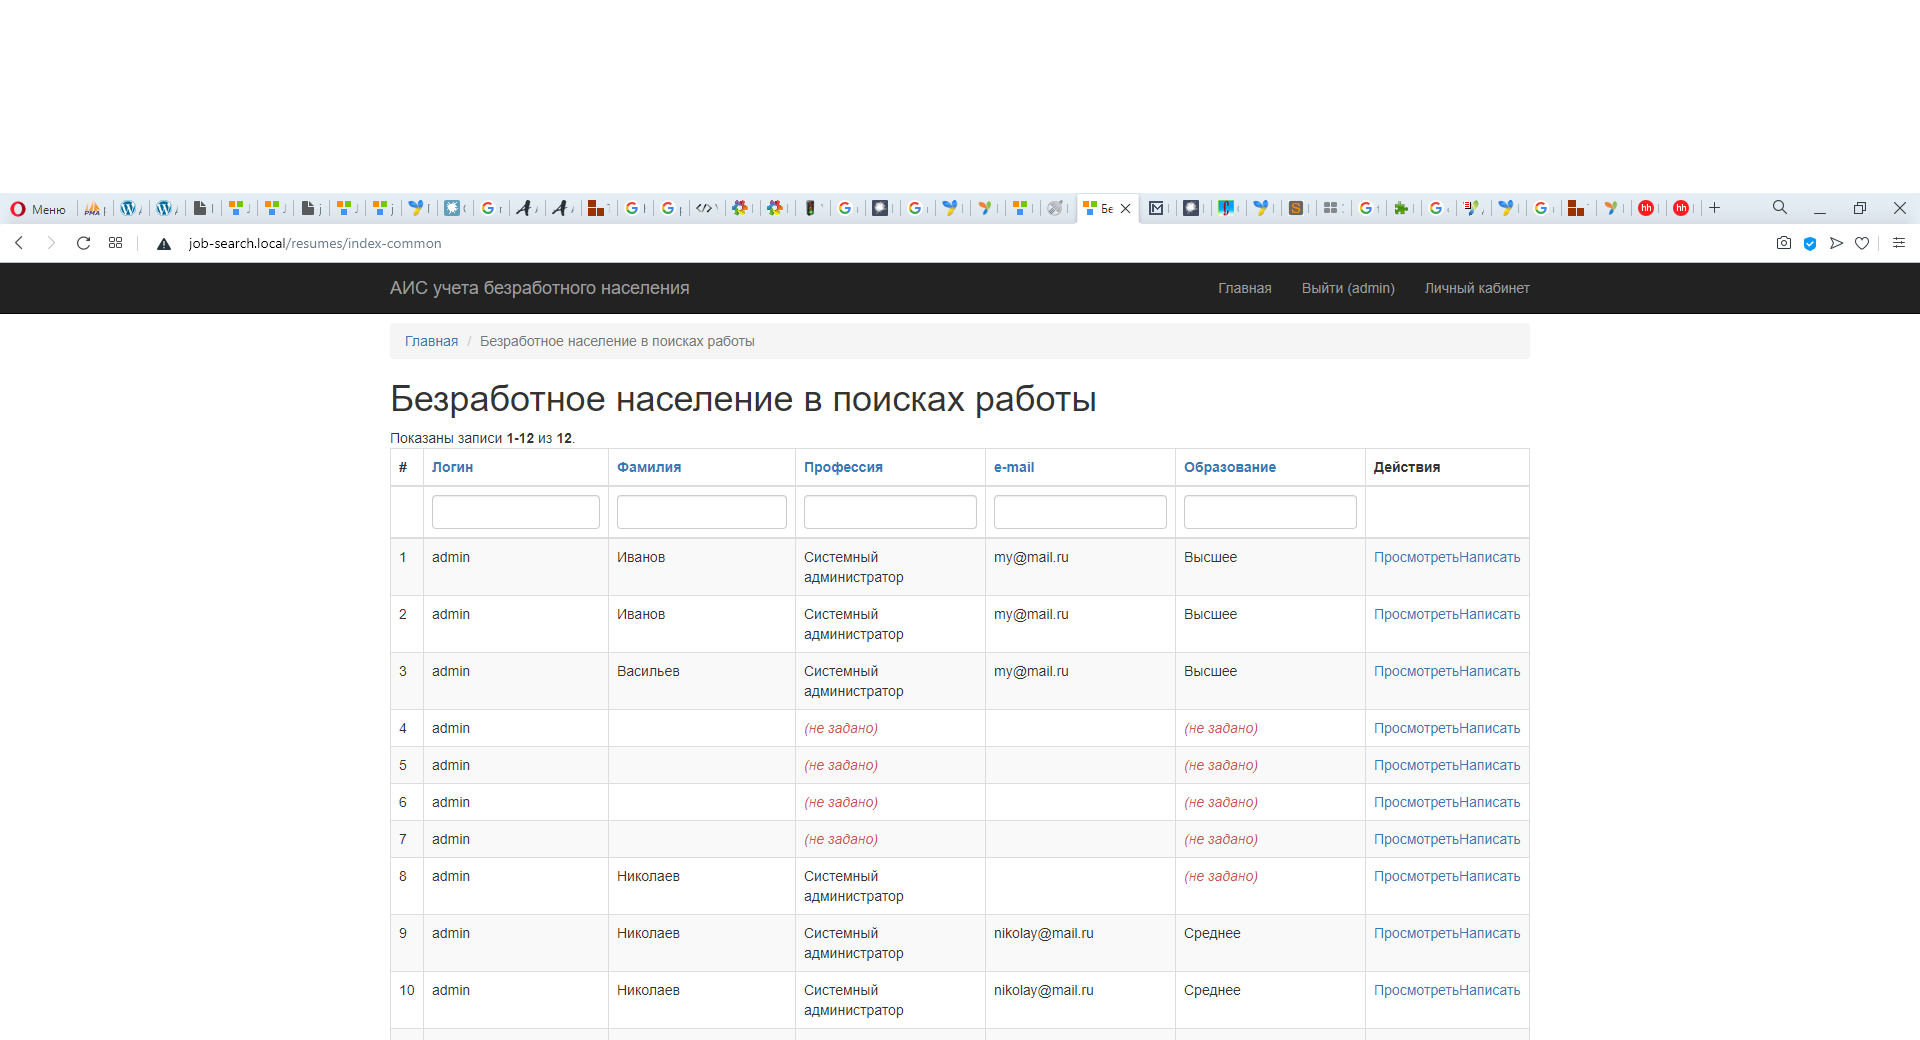 Меню
Бе
job-search.local/resumes/index-common
АИС учета безработного населения
Главная Выйти (admin) Личный кабинет
Главная / Безработное население в поисках работы
Безработное население в поисках работы
Показаны записи 1-12 из 12.
# Логин Фамилия Профессия e-mail Образование Действия
1 admin Иванов Системный администратор my@mail.ru Высшее ПросмотретьНаписать
2 admin Иванов Системный администратор my@mail.ru Высшее ПросмотретьНаписать
3 admin Васильев Системный администратор my@mail.ru Высшее ПросмотретьНаписать
4 admin (не задано) (не задано) ПросмотретьНаписать
5 admin (не задано) (не задано) ПросмотретьНаписать
6 admin (не задано) (не задано) ПросмотретьНаписать
7 admin (не задано) (не задано) ПросмотретьНаписать
8 admin Николаев Системный администратор (не задано) ПросмотретьНаписать
9 admin Николаев Системный администратор nikolay@mail.ru Среднее ПросмотретьНаписать
10 admin Николаев Системный администратор nikolay@mail.ru Среднее ПросмотретьНаписать